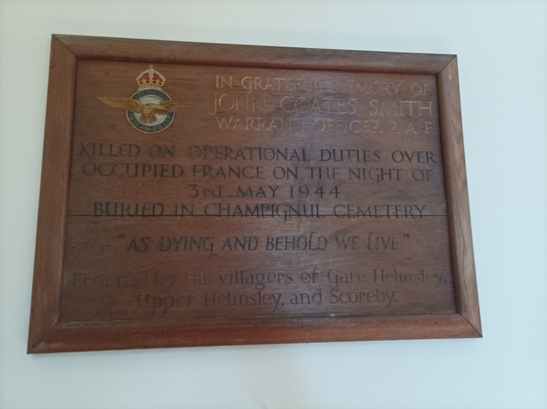 IN GRATEFUL MEMORY OF
JOHN COATES SMITH
WARRANT OFFICER R.A.F
KILLED ON OPERATIONAL DUTIES OVER
OCCUPIED FRANCE ON THE NIGHT OF
3rd MAY 1944
BURIED IN CHAMPIGNUL CEMETERY
"AS DYING AND BEHOLD WE LIVE"
Erected by the villagers of Gate Helmsley,
Upper Helmsley, and Scoreby.